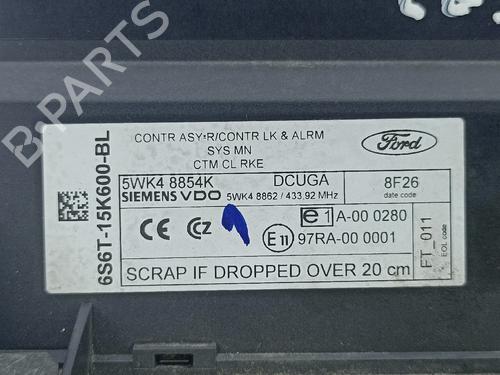 CONTR ASY-R/CONTR LK & ALRM
SYS MN
CTM CL RKE
Ford
5WK4 8854K DCUGA 8F26
SIEMENS VDO 5WK4 8862 / 433.92 MHz date code
CE CZ e1 A-00 0280
E11 97RA-00 0001
FT_011
EOL code
SCRAP IF DROPPED OVER 20 cm
6S6T-15K600-BL
B-PARTS